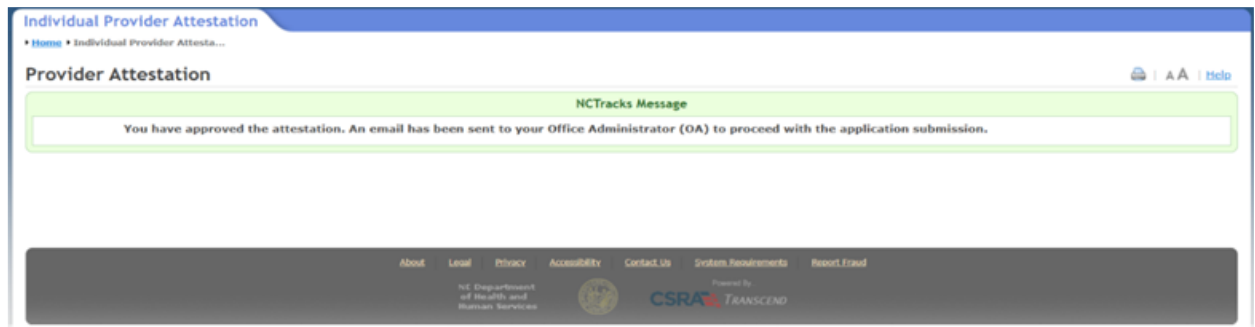 Individual Provider Attestation
Home Individual Provider Attesta...
Provider Attestation
A A Help
NCTracks Message
You have approved the attestation. An email has been sent to your Office Administrator (OA) to proceed with the application submission.
About Legal Privacy Accessibility Contact Us System Requirements Report Fraud
NC Department
of Health and
Human Services
Powered By
CSRA TRANSCEND